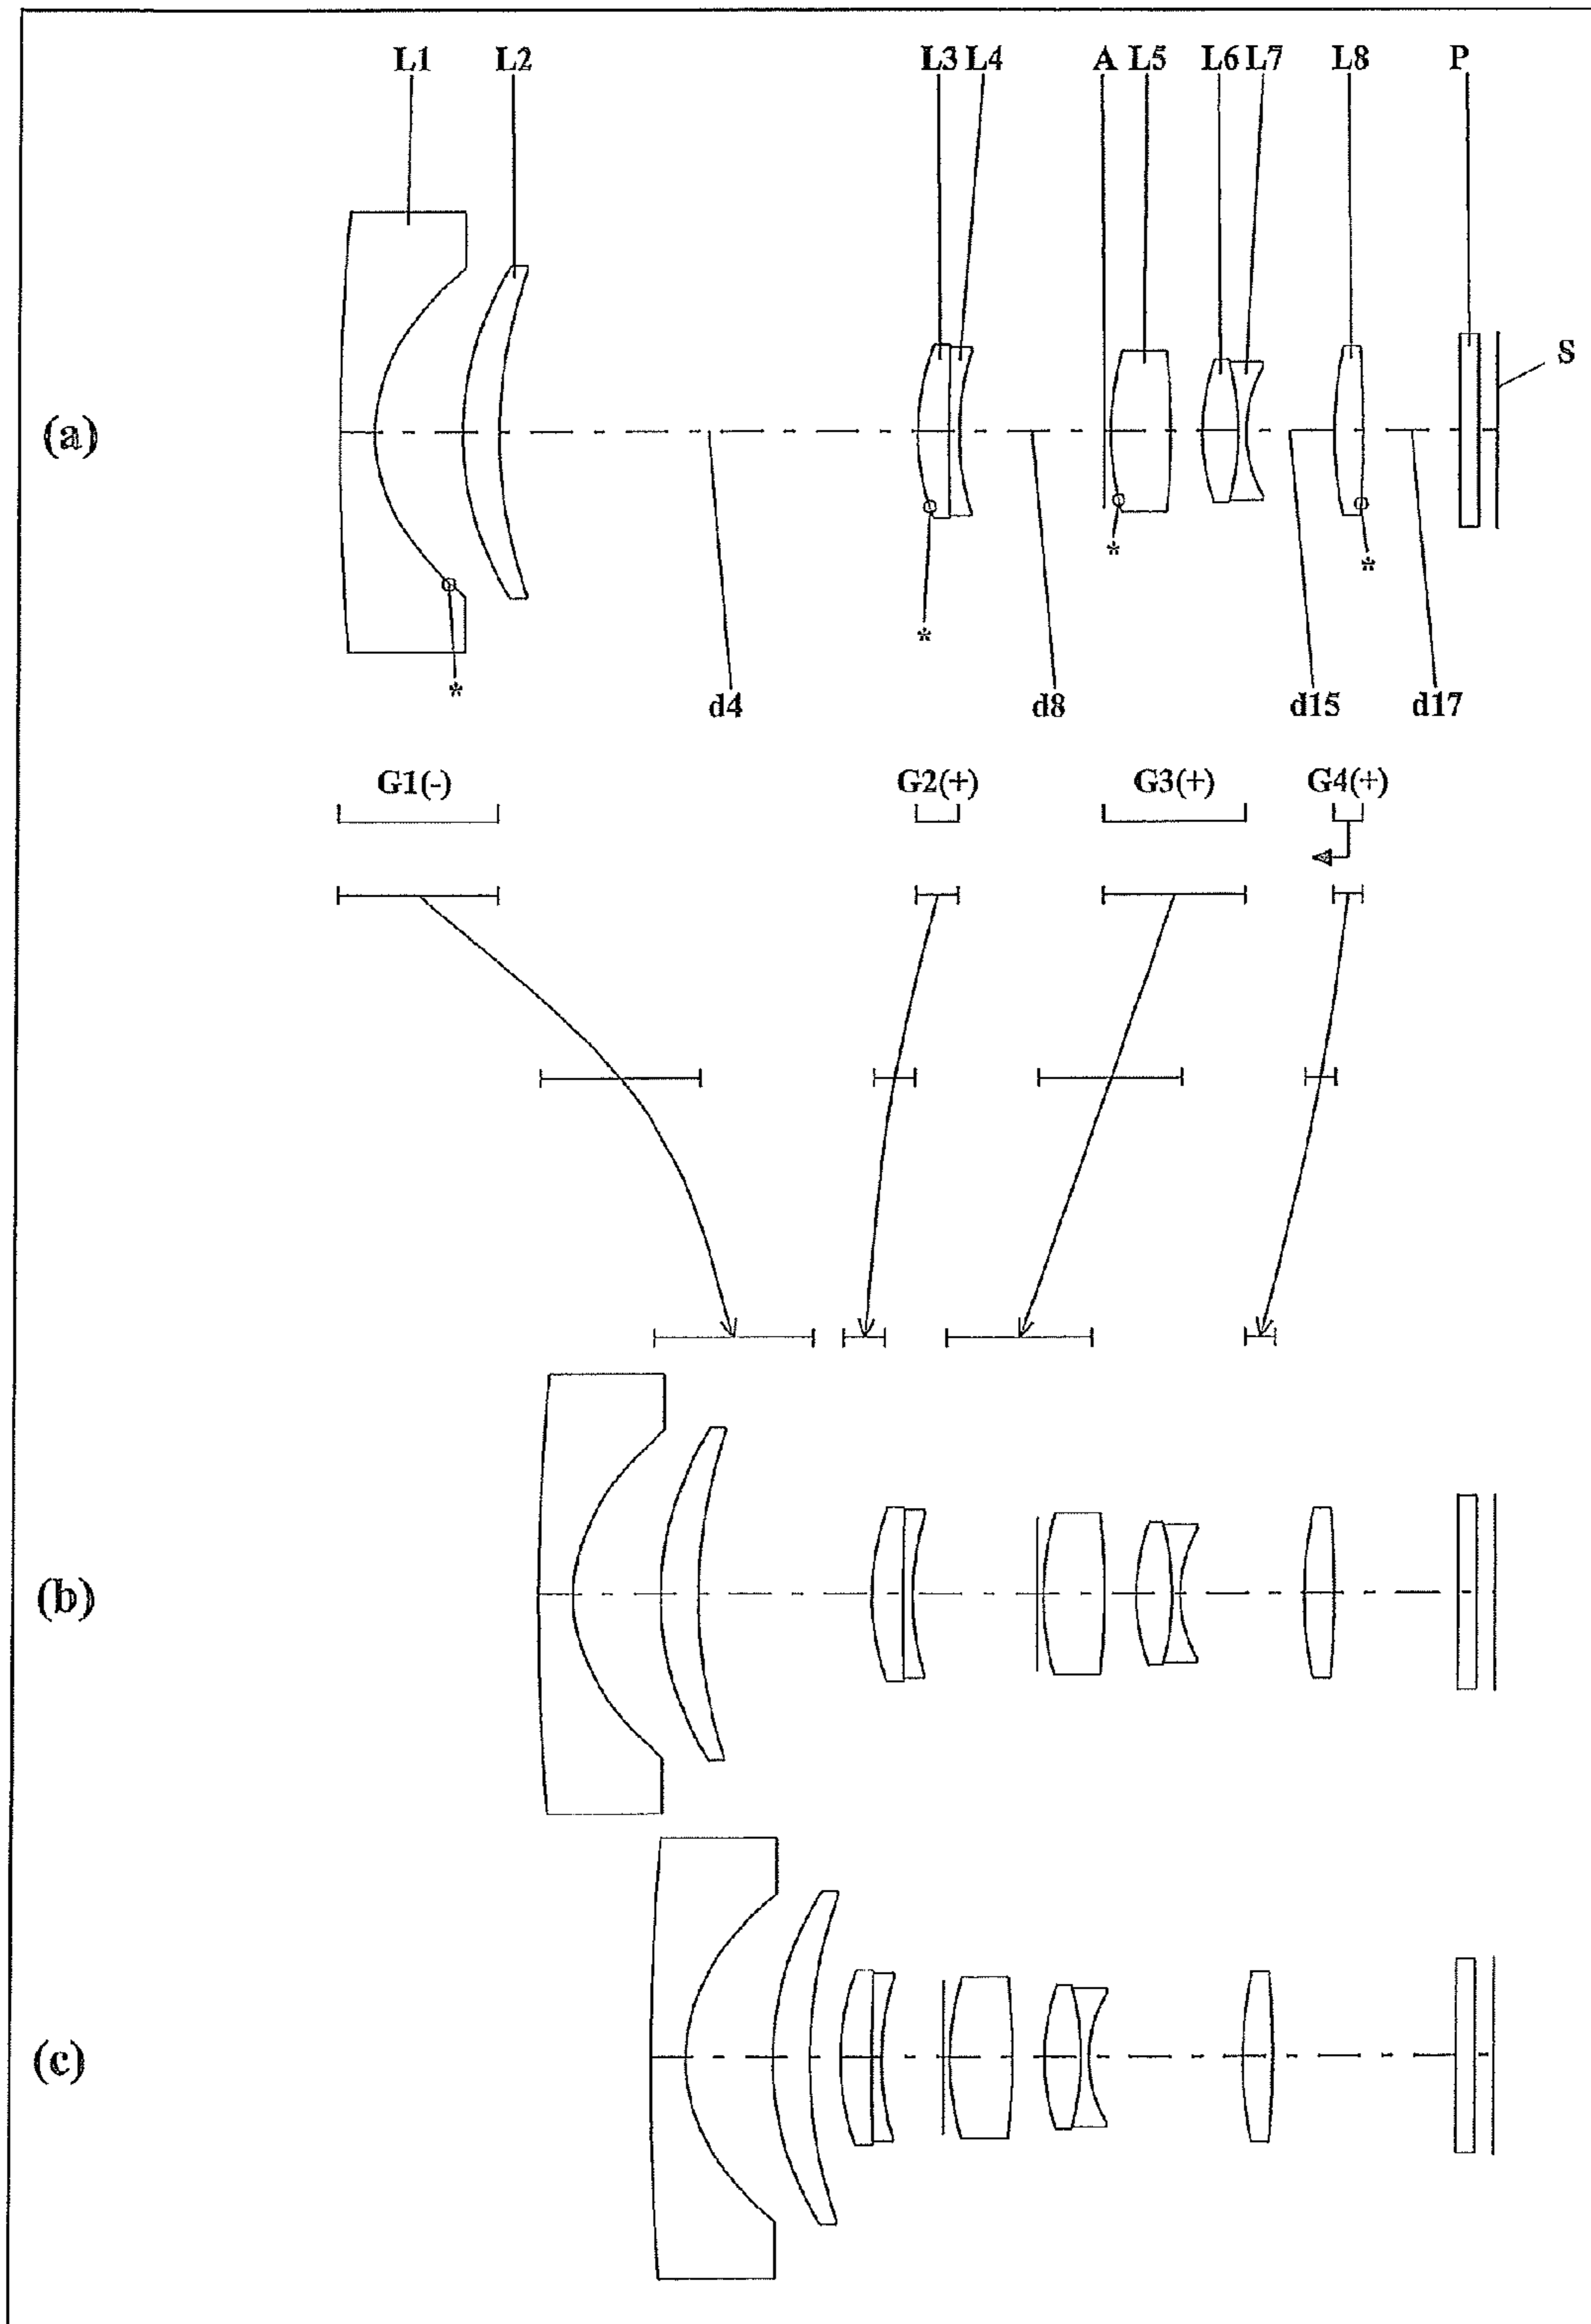 L1 L2 L3 L4 A L5 L6 L7 L8 P
S
(a)
* * * *
d4 d8 d15 d17
G1(-) G2(+) G3(+) G4(+)
(b)
(c)